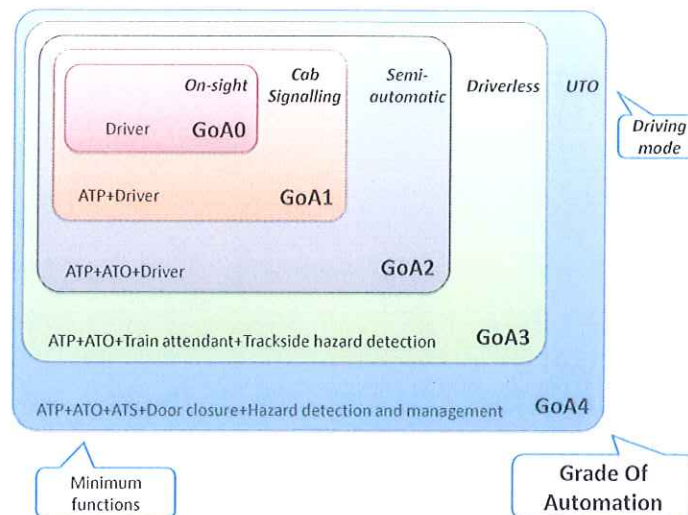 On-sight
Cab
Signalling
Semi-
automatic
Driverless
UTO
Driver
GoA0
Driving
mode
ATP+Driver
GoA1
ATP+ATO+Driver
GoA2
ATP+ATO+Train attendant+Trackside hazard detection
GoA3
ATP+ATO+ATS+Door closure+Hazard detection and management
GoA4
Minimum
functions
Grade Of
Automation